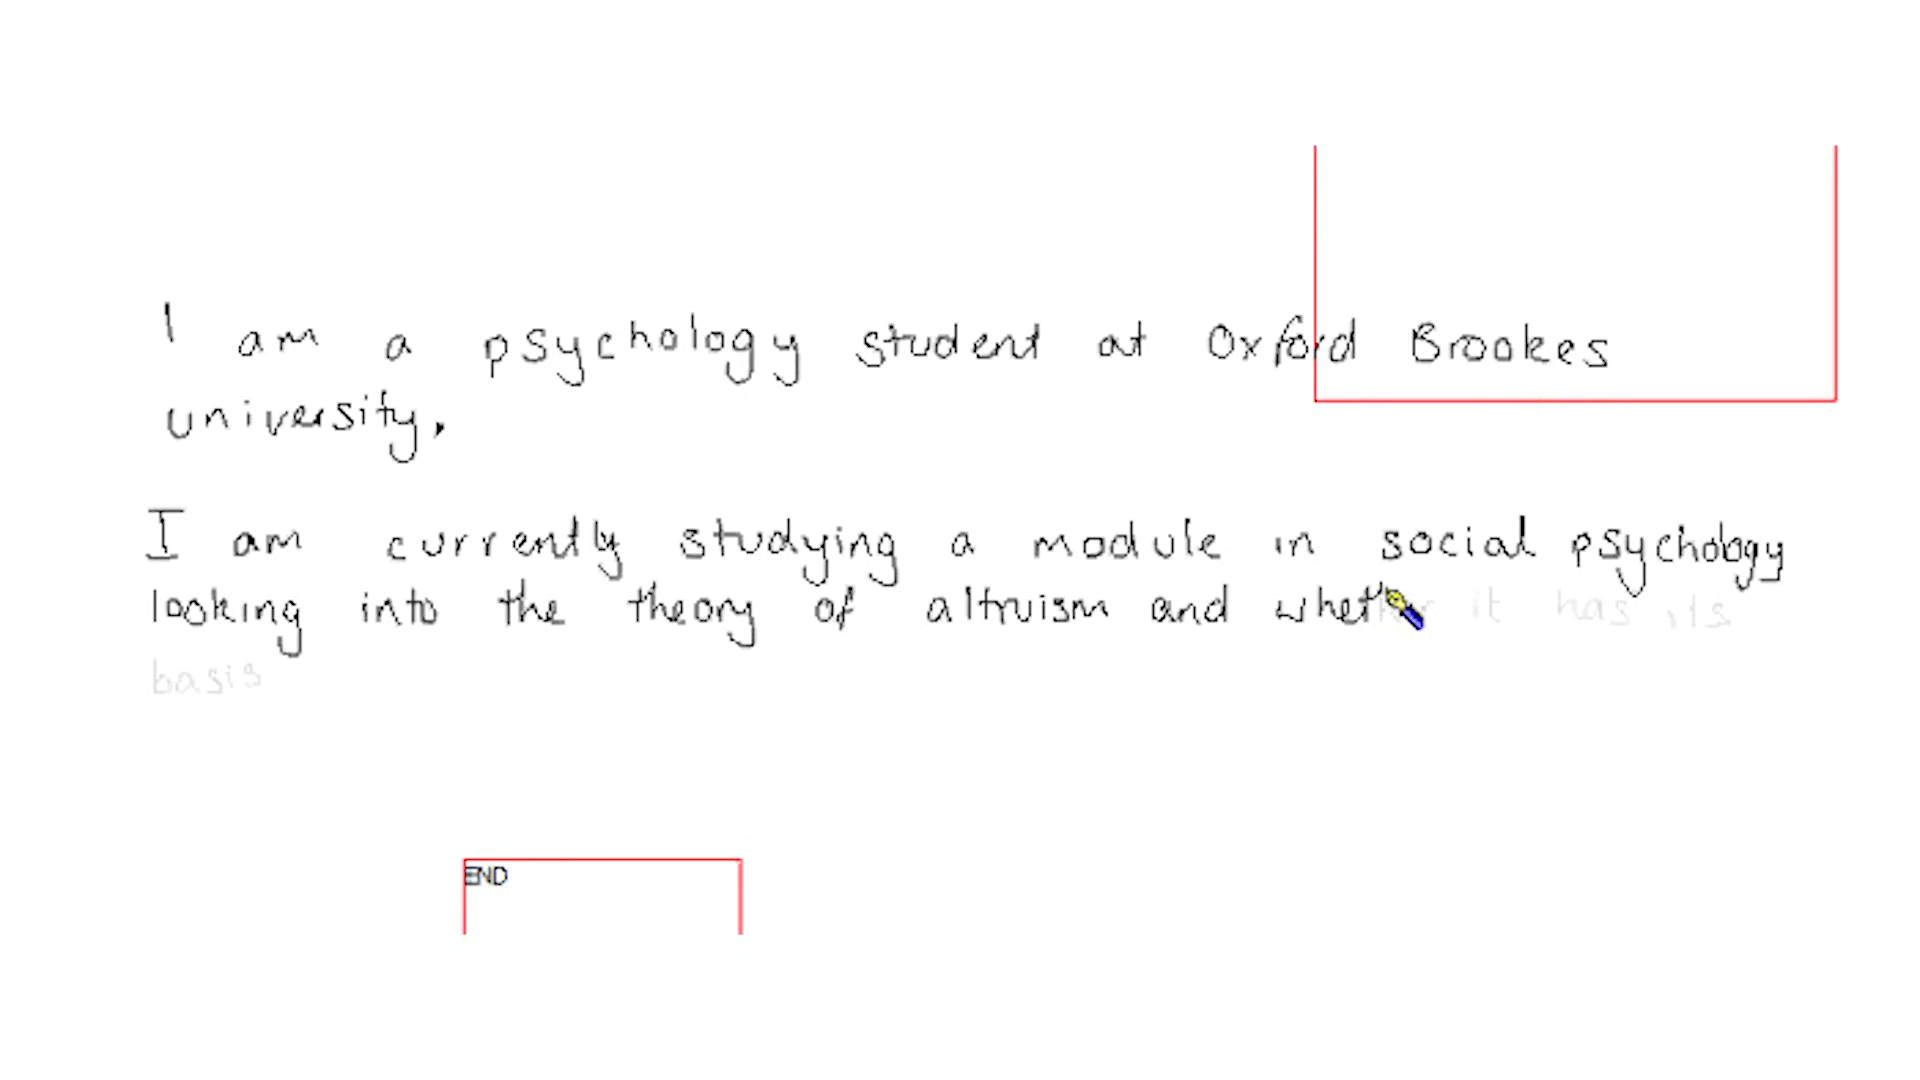 I am a psychology student at Oxford Brookes
university.
I am currently studying a module in social psychology
looking into the theory of altruism and whether it has its
basis
END